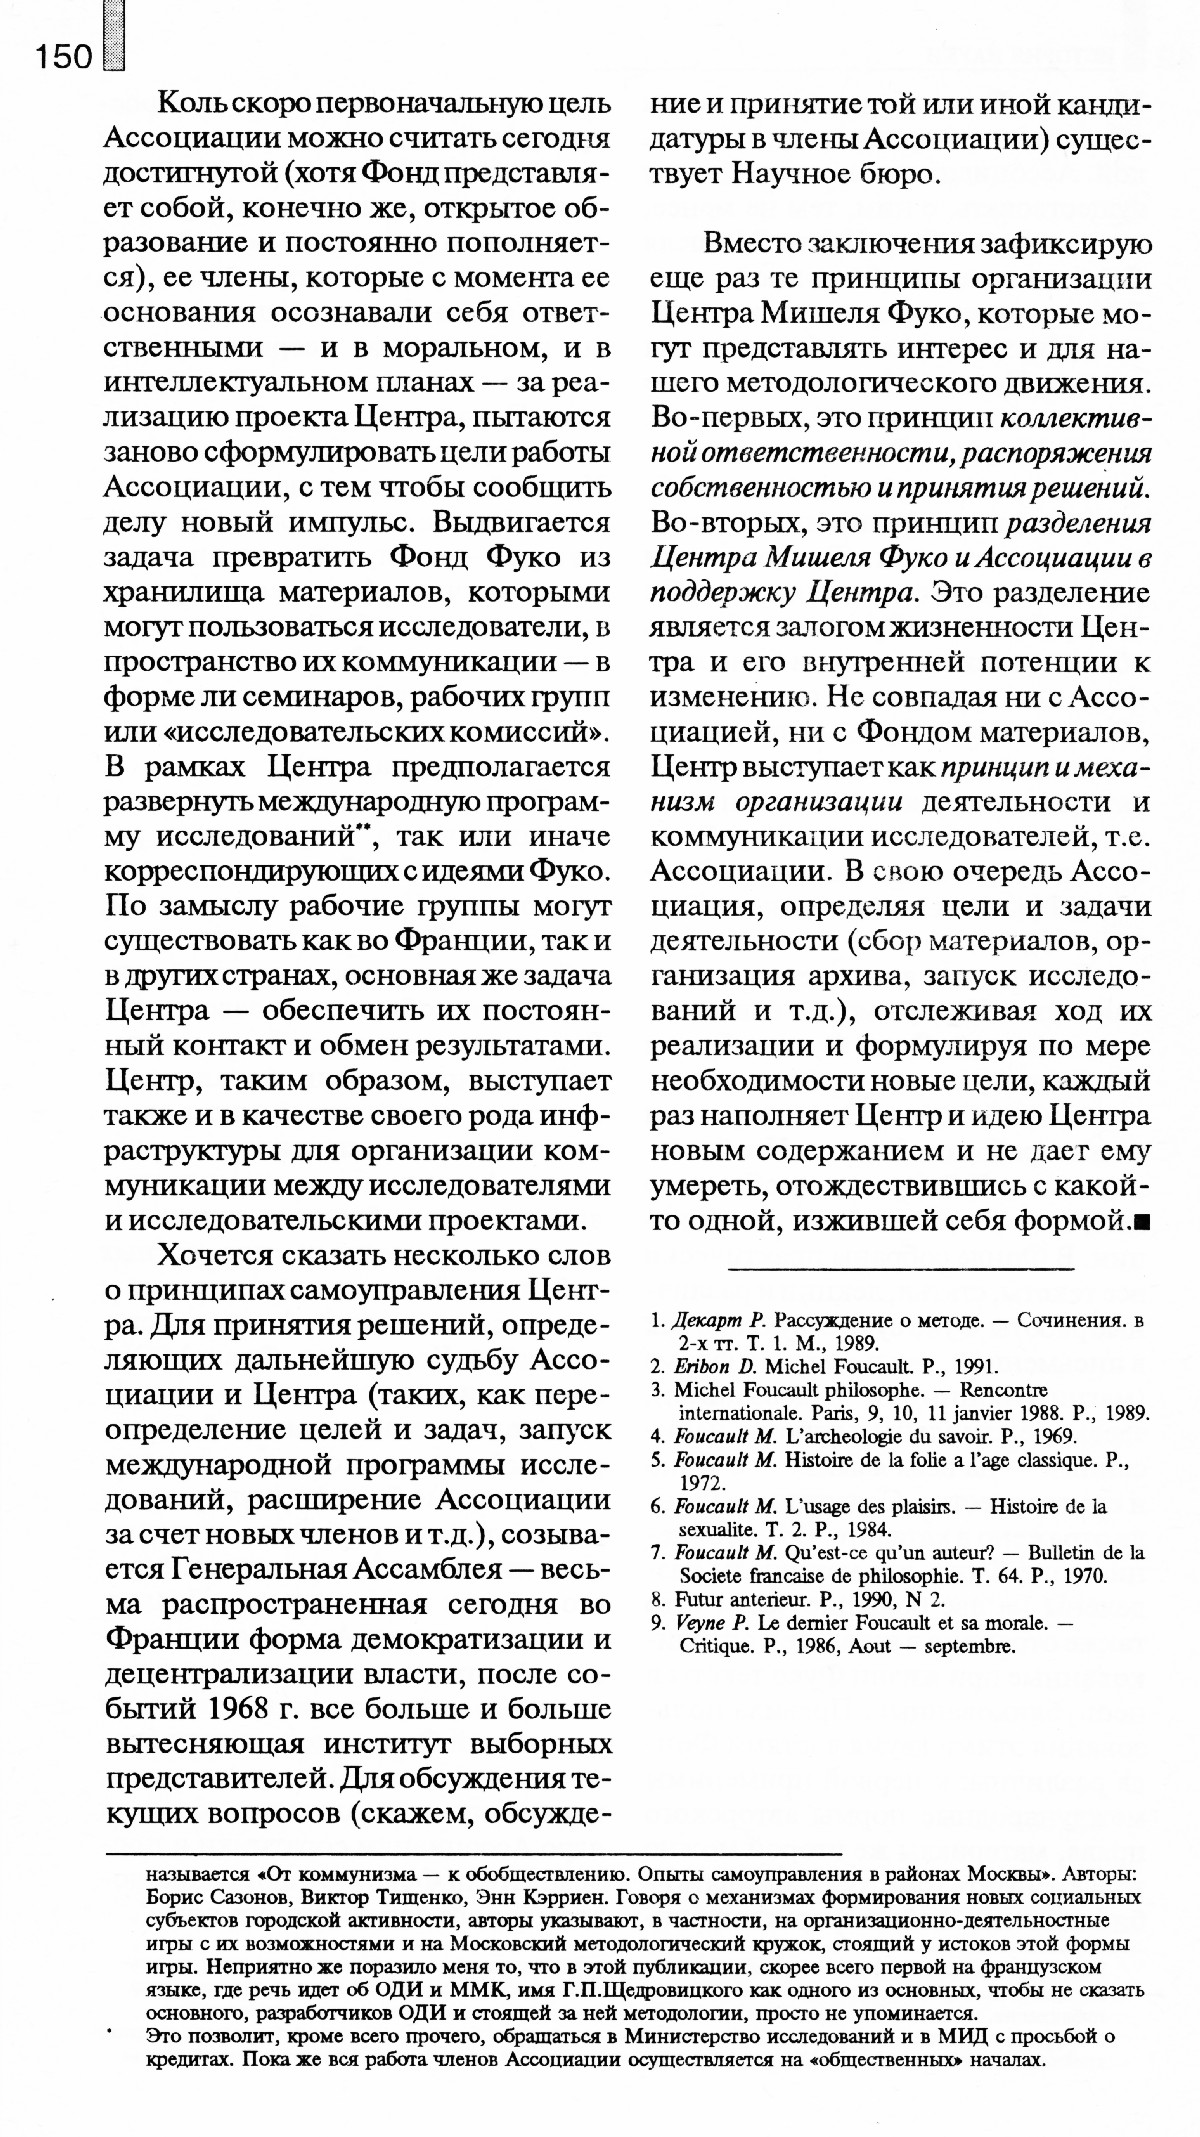 150
Коль скоро первоначальную цель
Ассоциации можно считать сегодня
достигнутой (хотя Фонд представля-
ет собой, конечно же, открытое об-
разование и постоянно пополняет-
ся), ее члены, которые с момента ее
основания осознавали себя ответ-
ственными — и в моральном, и в
интеллектуальном планах — за реа-
лизацию проекта Центра, пытаются
заново сформулировать цели работы
Ассоциации, с тем чтобы сообщить
делу новый импульс. Выдвигается
задача превратить Фонд Фуко из
хранилища материалов, которыми
могут пользоваться исследователи, в
пространство их коммуникации — в
форме ли семинаров, рабочих групп
или «исследовательских комиссий».
В рамках Центра предполагается
развернуть международную програм-
му исследований**, так или иначе
корреспондирующих с идеями Фуко.
По замыслу рабочие группы могут
существовать как во Франции, так и
в других странах, основная же задача
Центра — обеспечить их постоян-
ный контакт и обмен результатами.
Центр, таким образом, выступает
также и в качестве своего рода инф-
раструктуры для организации ком-
муникации между исследователями
и исследовательскими проектами.
Хочется сказать несколько слов
о принципах самоуправления Цент-
ра. Для принятия решений, опреде-
ляющих дальнейшую судьбу Ассо-
циации и Центра (таких, как пере-
определение целей и задач, запуск
международной программы иссле-
дований, расширение Ассоциации
за счет новых членов и т.д.), созыва-
ется Генеральная Ассамблея — весь-
ма распространенная сегодня во
Франции форма демократизации и
децентрализации власти, после со-
бытий 1968 г. все больше и больше
вытесняющая институт выборных
представителей. Для обсуждения те-
кущих вопросов (скажем, обсужде-
ние и принятие той или иной канди-
датуры в члены Ассоциации) сущес-
твует Научное бюро.
Вместо заключения зафиксирую
еще раз те принципы организации
Центра Мишеля Фуко, которые мо-
гут представлять интерес и для на-
шего методологического движения.
Во-первых, это принцип коллектив-
ной ответственности, распоряжения
собственностью и принятия решений.
Во-вторых, это принцип разделения
Центра Мишеля Фуко и Ассоциации в
поддержку Центра. Это разделение
является залогом жизненности Цен-
тра и его внутренней потенции к
изменению. Не совпадая ни с Ассо-
циацией, ни с Фондом материалов,
Центр выступает как принцип и меха-
низм организации деятельности и
коммуникации исследователей, т.е.
Ассоциации. В свою очередь Ассо-
циация, определяя цели и задачи
деятельности (сбор материалов, ор-
ганизация архива, запуск исследо-
ваний и т.д.), отслеживая ход их
реализации и формулируя по мере
необходимости новые цели, каждый
раз наполняет Центр и идею Центра
новым содержанием и не дает ему
умереть, отождествившись с какой-
то одной, изжившей себя формой.■
1. Декарт Р. Рассуждение о методе. — Сочинения. в
2-х тт. Т. 1. М., 1989.
2. Eribon D. Michel Foucault. P., 1991.
3. Michel Foucault philosophe. — Rencontre
internationale. Paris, 9, 10, 11 janvier 1988. P., 1989.
4. Foucault M. L'archeologie du savoir. P., 1969.
5. Foucault M. Histoire de la folie a l'age classique. P.,
1972.
6. Foucault M. L'usage des plaisirs. — Histoire de la
sexualite. T. 2. P., 1984.
7. Foucault M. Qu'est-ce qu'un auteur? — Bulletin de la
Societe francaise de philosophie. T. 64. P., 1970.
8. Futur anterieur. P., 1990, N 2.
9. Veyne P. Le dernier Foucault et sa morale. —
Critique. P., 1986, Aout — septembre.
называется «От коммунизма — к обобществлению. Опыты самоуправления в районах Москвы». Авторы:
Борис Сазонов, Виктор Тищенко, Энн Кэрриен. Говоря о механизмах формирования новых социальных
субъектов городской активности, авторы указывают, в частности, на организационно-деятельностные
игры с их возможностями и на Московский методологический кружок, стоящий у истоков этой формы
игры. Неприятно же поразило меня то, что в этой публикации, скорее всего первой на французском
языке, где речь идет об ОДИ и ММК, имя Г.П.Щедровицкого как одного из основных, чтобы не сказать
основного, разработчиков ОДИ и стоящей за ней методологии, просто не упоминается.
* Это позволит, кроме всего прочего, обращаться в Министерство исследований и в МИД с просьбой о
кредитах. Пока же вся работа членов Ассоциации осуществляется на «общественных» началах.